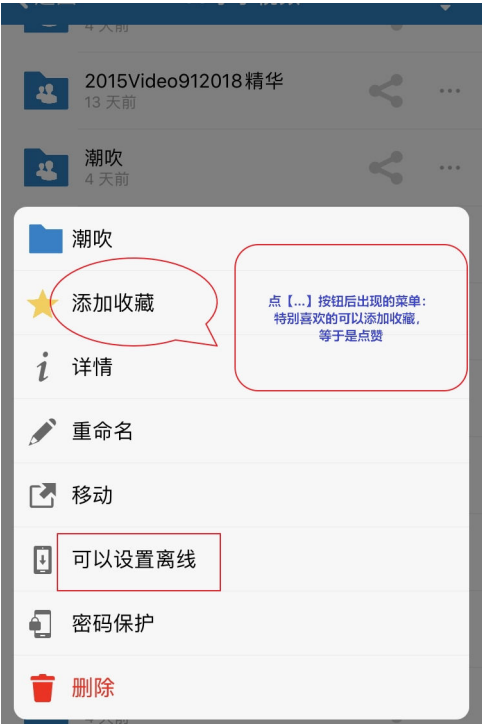 4 天前
2015Video912018精华
13 天前
潮吹
4 天前
潮吹
添加收藏
点【...】按钮后出现的菜单：
特别喜欢的可以添加收藏，
等于是点赞
详情
重命名
移动
可以设置离线
密码保护
删除